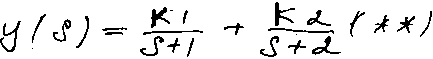 y(s) = K1/(s+1) + K2/(s+2) (**)